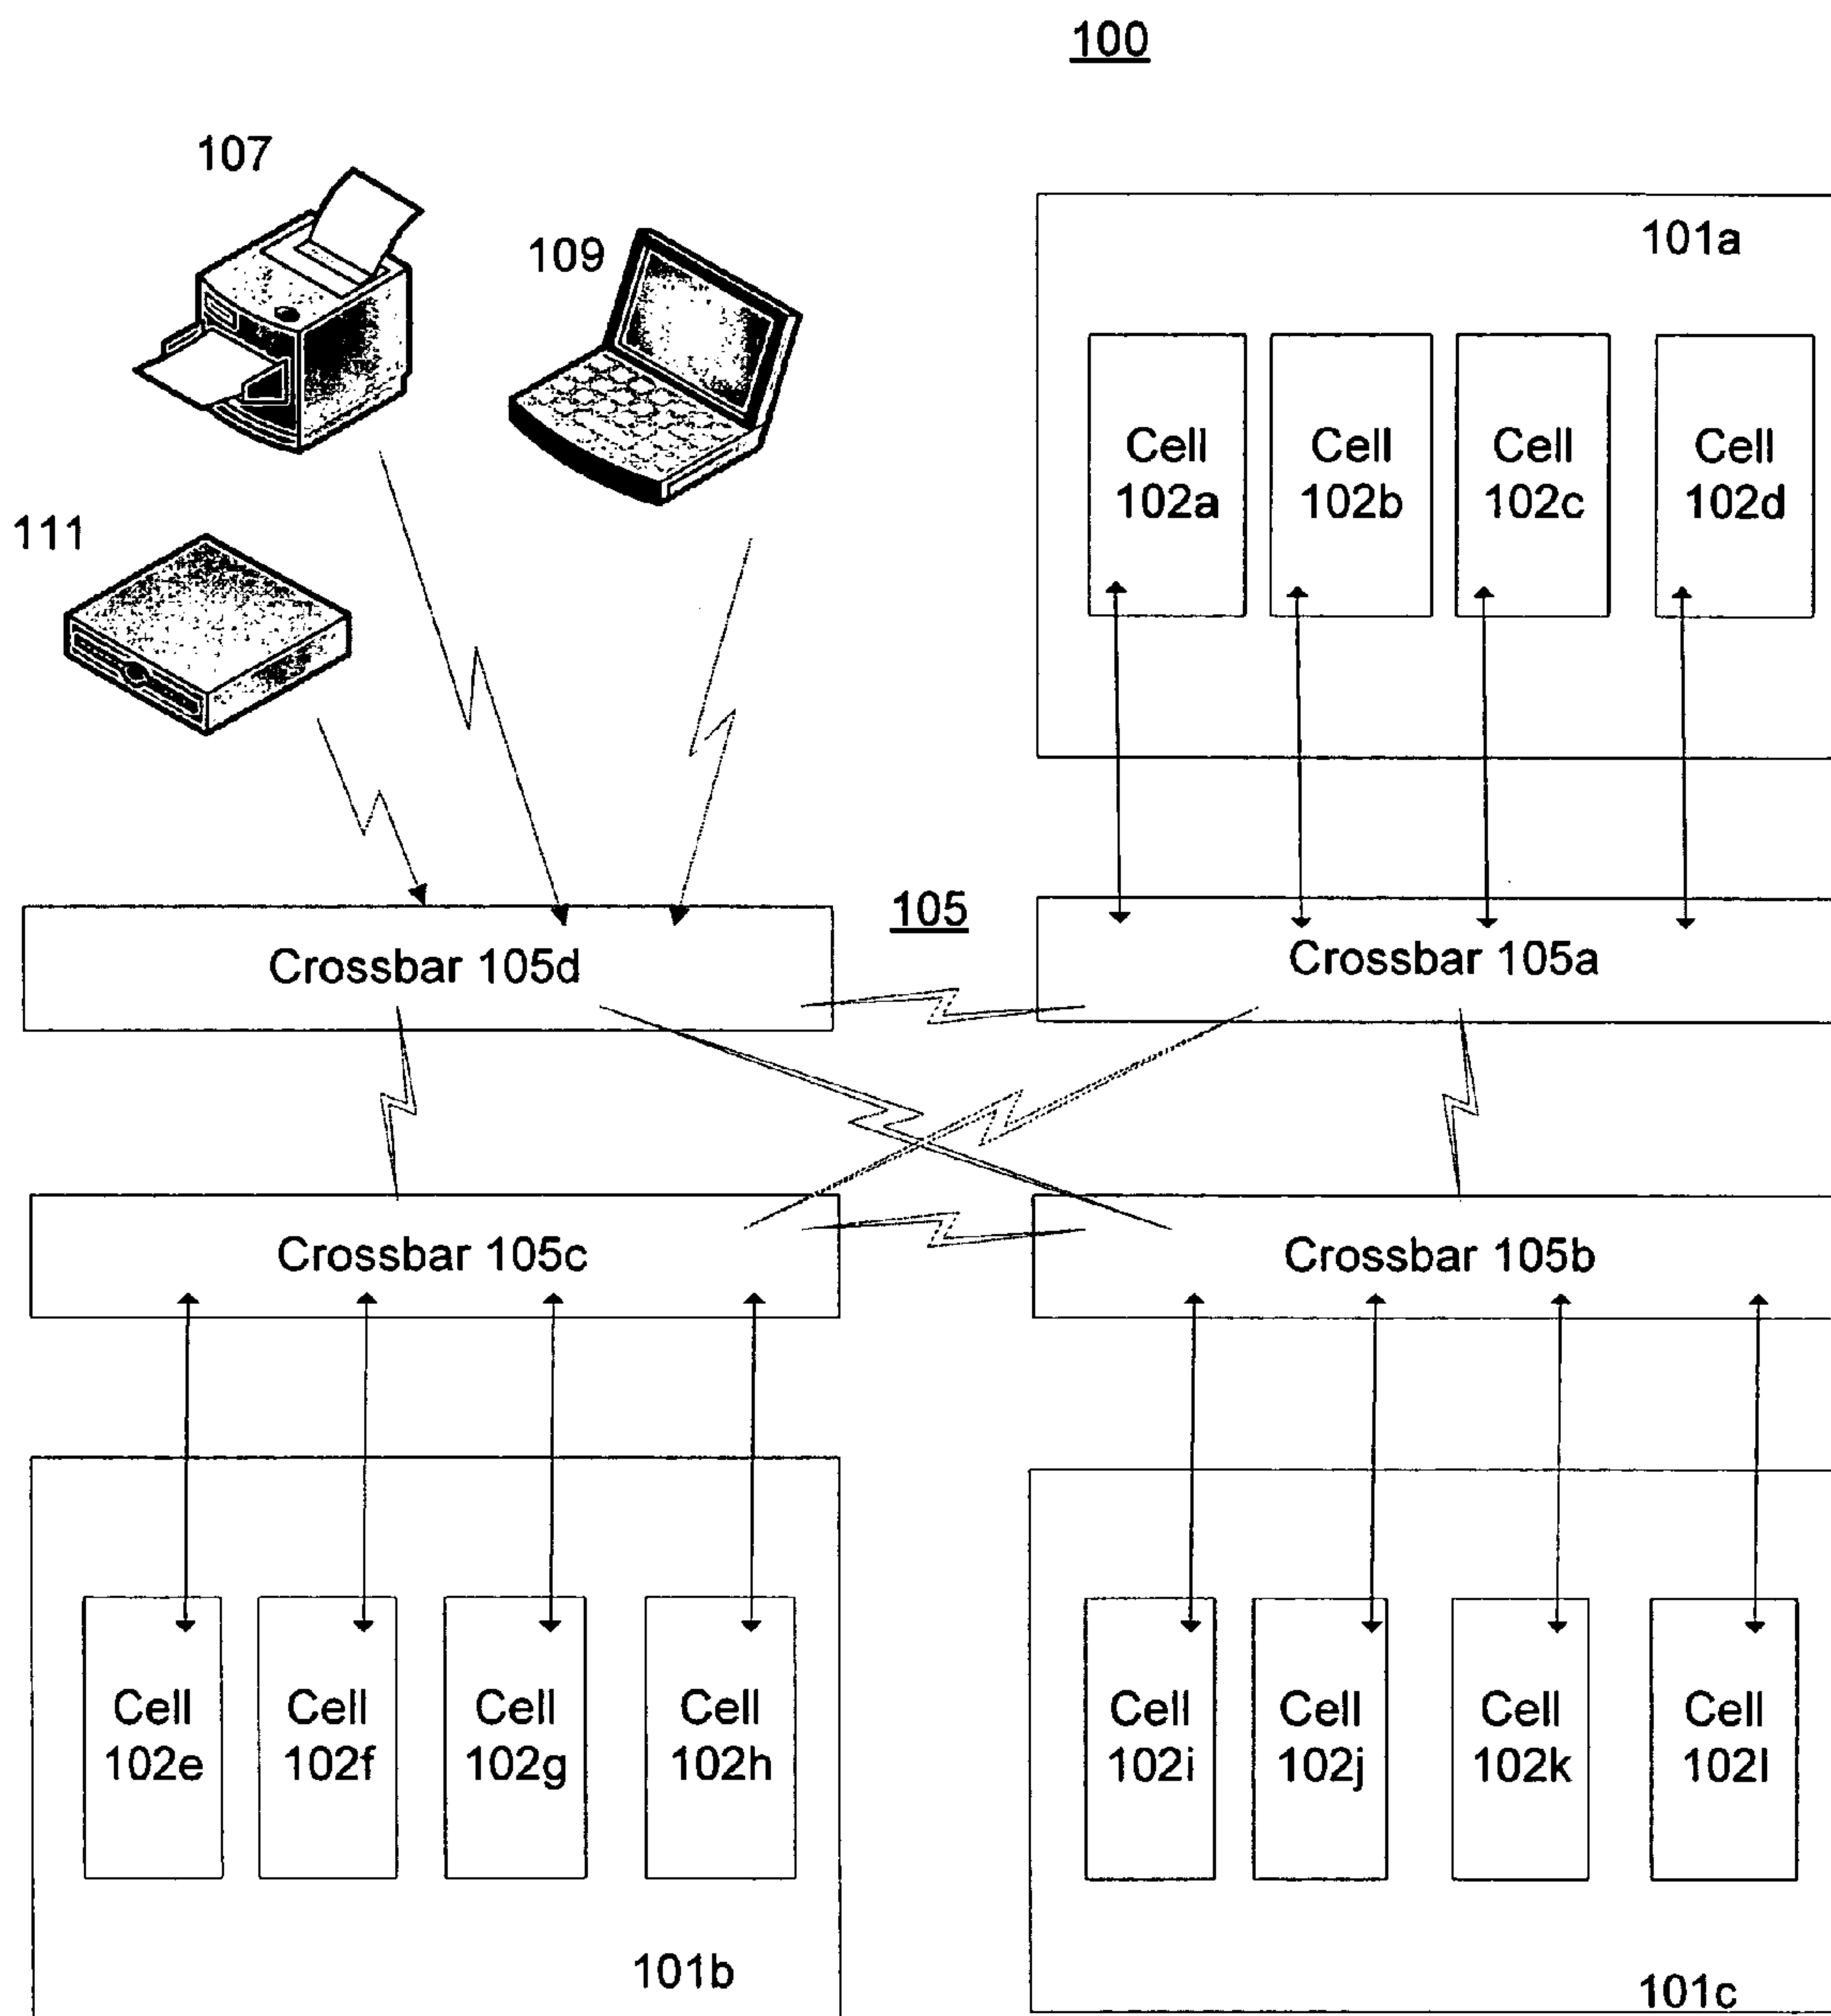 100
107
109
111
101a
Cell
102a
Cell
102b
Cell
102c
Cell
102d
105
Crossbar 105d
Crossbar 105a
Crossbar 105c
Crossbar 105b
Cell
102e
Cell
102f
Cell
102g
Cell
102h
Cell
102i
Cell
102j
Cell
102k
Cell
102l
101b
101c